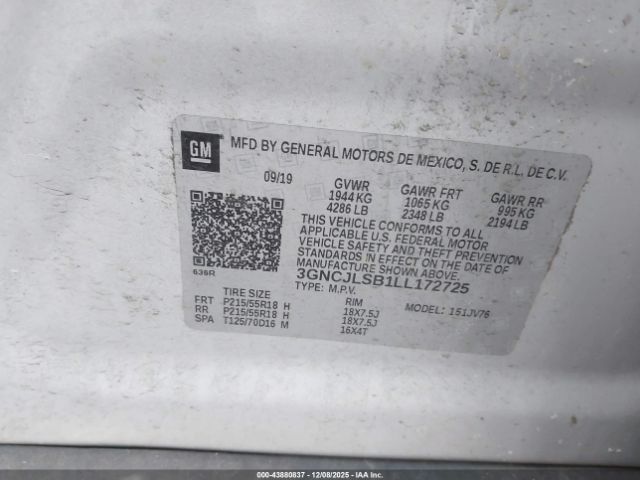 GM
MFD BY GENERAL MOTORS DE MEXICO, S. DE R.L. DE C.V.
09/19 GVWR GAWR FRT GAWR RR
1944 KG 1065 KG 995 KG
4286 LB 2348 LB 2194 LB
THIS VEHICLE CONFORMS TO ALL
APPLICABLE U.S. FEDERAL MOTOR
VEHICLE SAFETY AND THEFT PREVENTION
STANDARDS IN EFFECT ON THE DATE OF
MANUFACTURE SHOWN ABOVE.
636R
3GNCJLSB1LL172725
TYPE: M.P.V. MODEL: 151JV76
TIRE SIZE RIM
FRT P215/55R18 H 18X7.5J
RR P215/55R18 H 18X7.5J
SPA T125/70D16 M 16X4T
000-43880837 - 12/08/2025 - © IAA Holdings, LLC